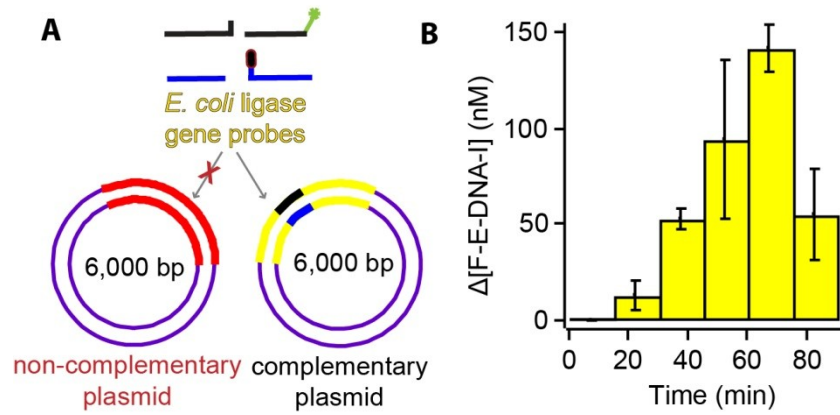 A
E. coli ligase
gene probes
X
6,000 bp
6,000 bp
non-complementary
plasmid
complementary
plasmid
B
Δ[F-E-DNA-I] (nM)
150
100
50
0
0 20 40 60 80
Time (min)